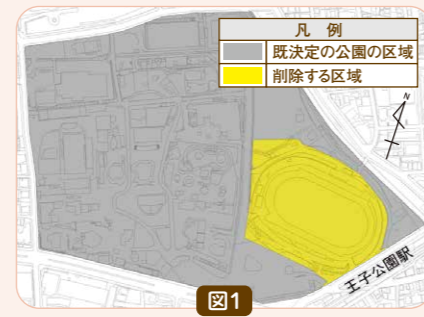 凡 例
既決定の公園の区域
削除する区域
N
王子公園駅
図1